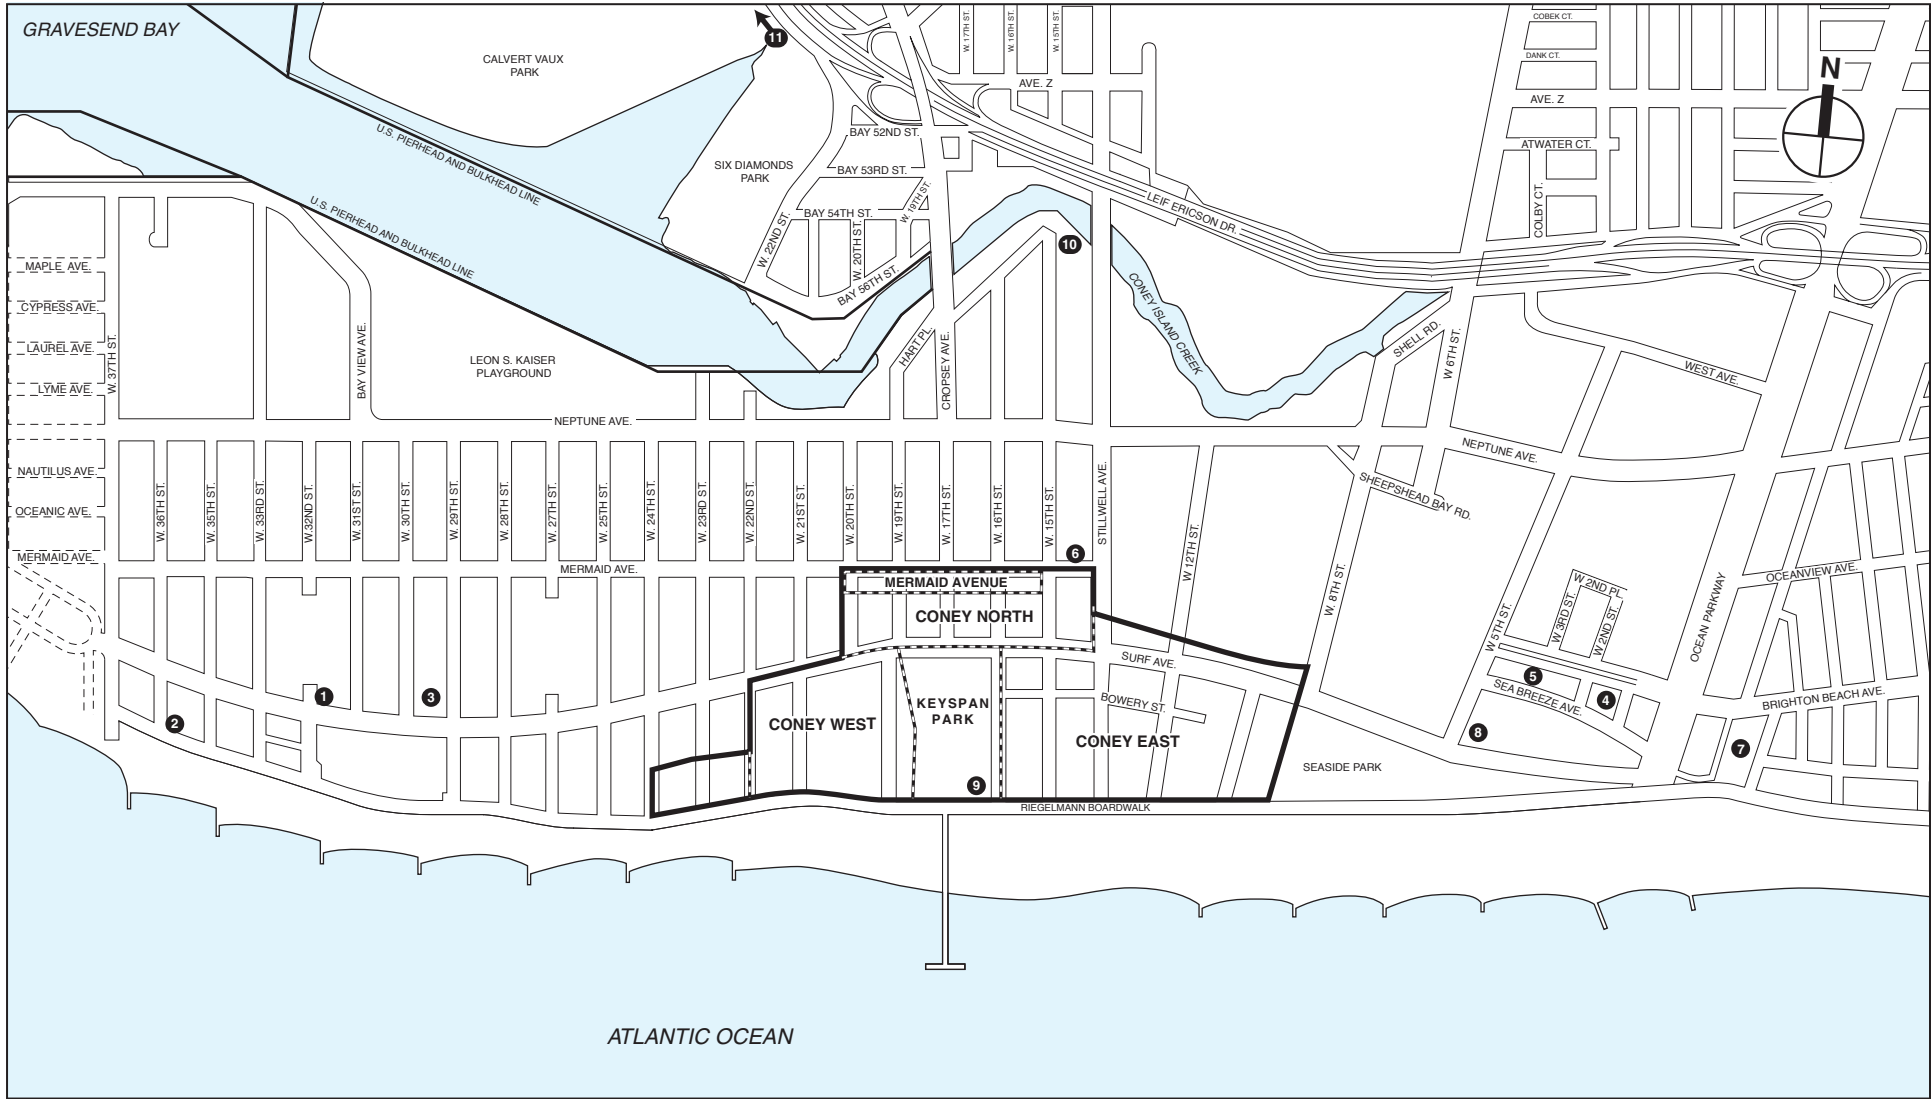 GRAVESEND BAY
CALVERT VAUX
PARK
11
W. 17TH ST.
W. 16TH ST.
W. 15TH ST.
COBEK CT.
DANK CT.
N
AVE. Z
AVE. Z
U.S. PIERHEAD AND BULKHEAD LINE
BAY 52ND ST.
ATWATER CT.
SIX DIAMONDS
PARK
BAY 53RD ST.
U.S. PIERHEAD AND BULKHEAD LINE
W. 19TH ST.
LEIF ERICSON DR.
COLBY CT.
BAY 54TH ST.
W. 22ND ST.
W. 20TH ST.
10
MAPLE AVE.
BAY 56TH ST.
CONEY ISLAND CREEK
CYPRESS AVE.
LAUREL AVE.
W. 37TH ST.
BAY VIEW AVE.
LEON S. KAISER
PLAYGROUND
HART PL.
CROPSEY AVE.
SHELL RD.
W 6TH ST.
WEST AVE.
LYME AVE.
NEPTUNE AVE.
NEPTUNE AVE.
NAUTILUS AVE.
SHEEPSHEAD BAY RD.
OCEANIC AVE.
W. 36TH ST.
W. 35TH ST.
W. 33RD ST.
W.32ND ST.
W. 31ST ST.
W. 30TH ST.
W. 29TH ST.
W. 28TH ST.
W. 27TH ST.
W. 25TH ST.
W. 24TH ST.
W. 23RD ST.
W. 22ND ST.
W. 21ST ST.
W. 20TH ST.
W. 19TH ST.
W. 17TH ST.
W. 16TH ST.
W. 15TH ST.
STILLWELL AVE.
W 12TH ST.
W. 8TH ST.
MERMAID AVE.
MERMAID AVE.
6
MERMAID AVENUE
CONEY NORTH
W 2ND PL.
OCEANVIEW AVE.
W. 5TH ST.
W 3RD ST.
W 2ND ST.
OCEAN PARKWAY
SURF AVE.
1
3
2
CONEY WEST
KEYSPAN
PARK
BOWERY ST.
CONEY EAST
5
SEA BREEZE AVE.
4
BRIGHTON BEACH AVE.
8
7
SEASIDE PARK
9
RIEGELMANN BOARDWALK
ATLANTIC OCEAN